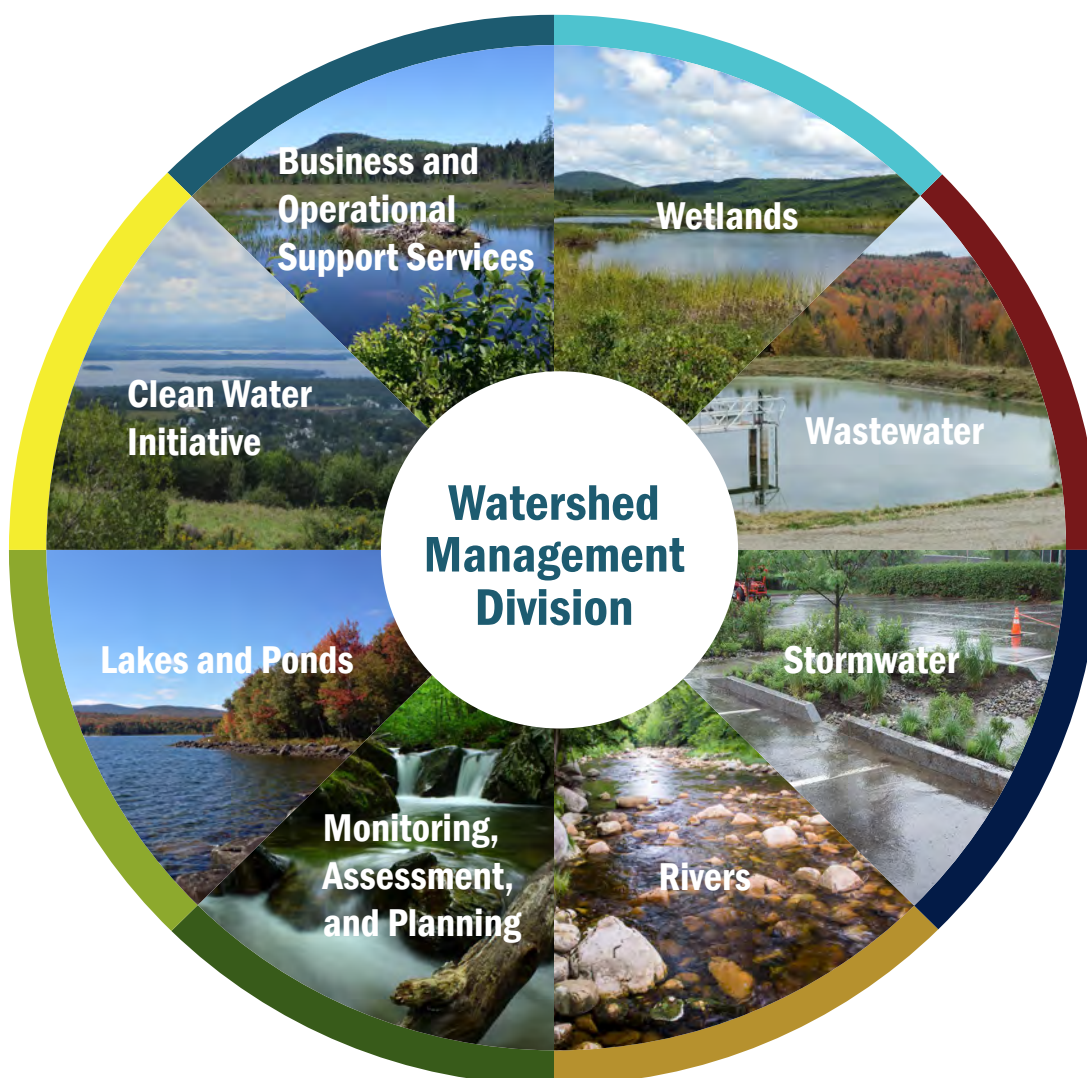 Business and
Operational
Support Services
Wetlands
Clean Water
Initiative
Wastewater
Watershed
Management
Division
Lakes and Ponds
Stormwater
Monitoring,
Assessment,
and Planning
Rivers